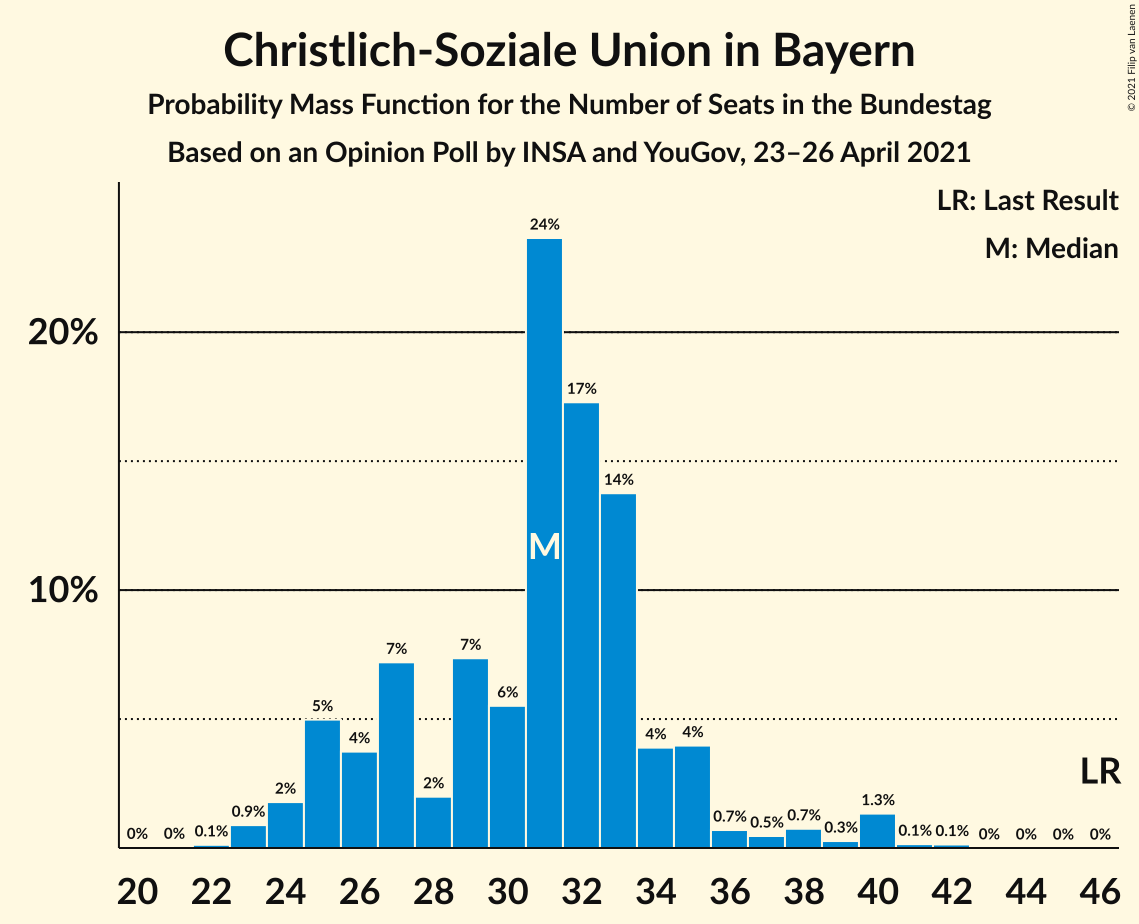 Christlich-Soziale Union in Bayern
Probability Mass Function for the Number of Seats in the Bundestag
Based on an Opinion Poll by INSA and YouGov, 23–26 April 2021
© 2021 Filip van Laenen
LR: Last Result
M: Median
20%
10%
0% 0% 0.1% 0.9% 2% 5% 4% 7% 2% 7% 6% 24% 17% 14% 4% 4% 0.7% 0.5% 0.7% 0.3% 1.3% 0.1% 0.1% 0% 0% 0% 0%
M
LR
20 22 24 26 28 30 32 34 36 38 40 42 44 46